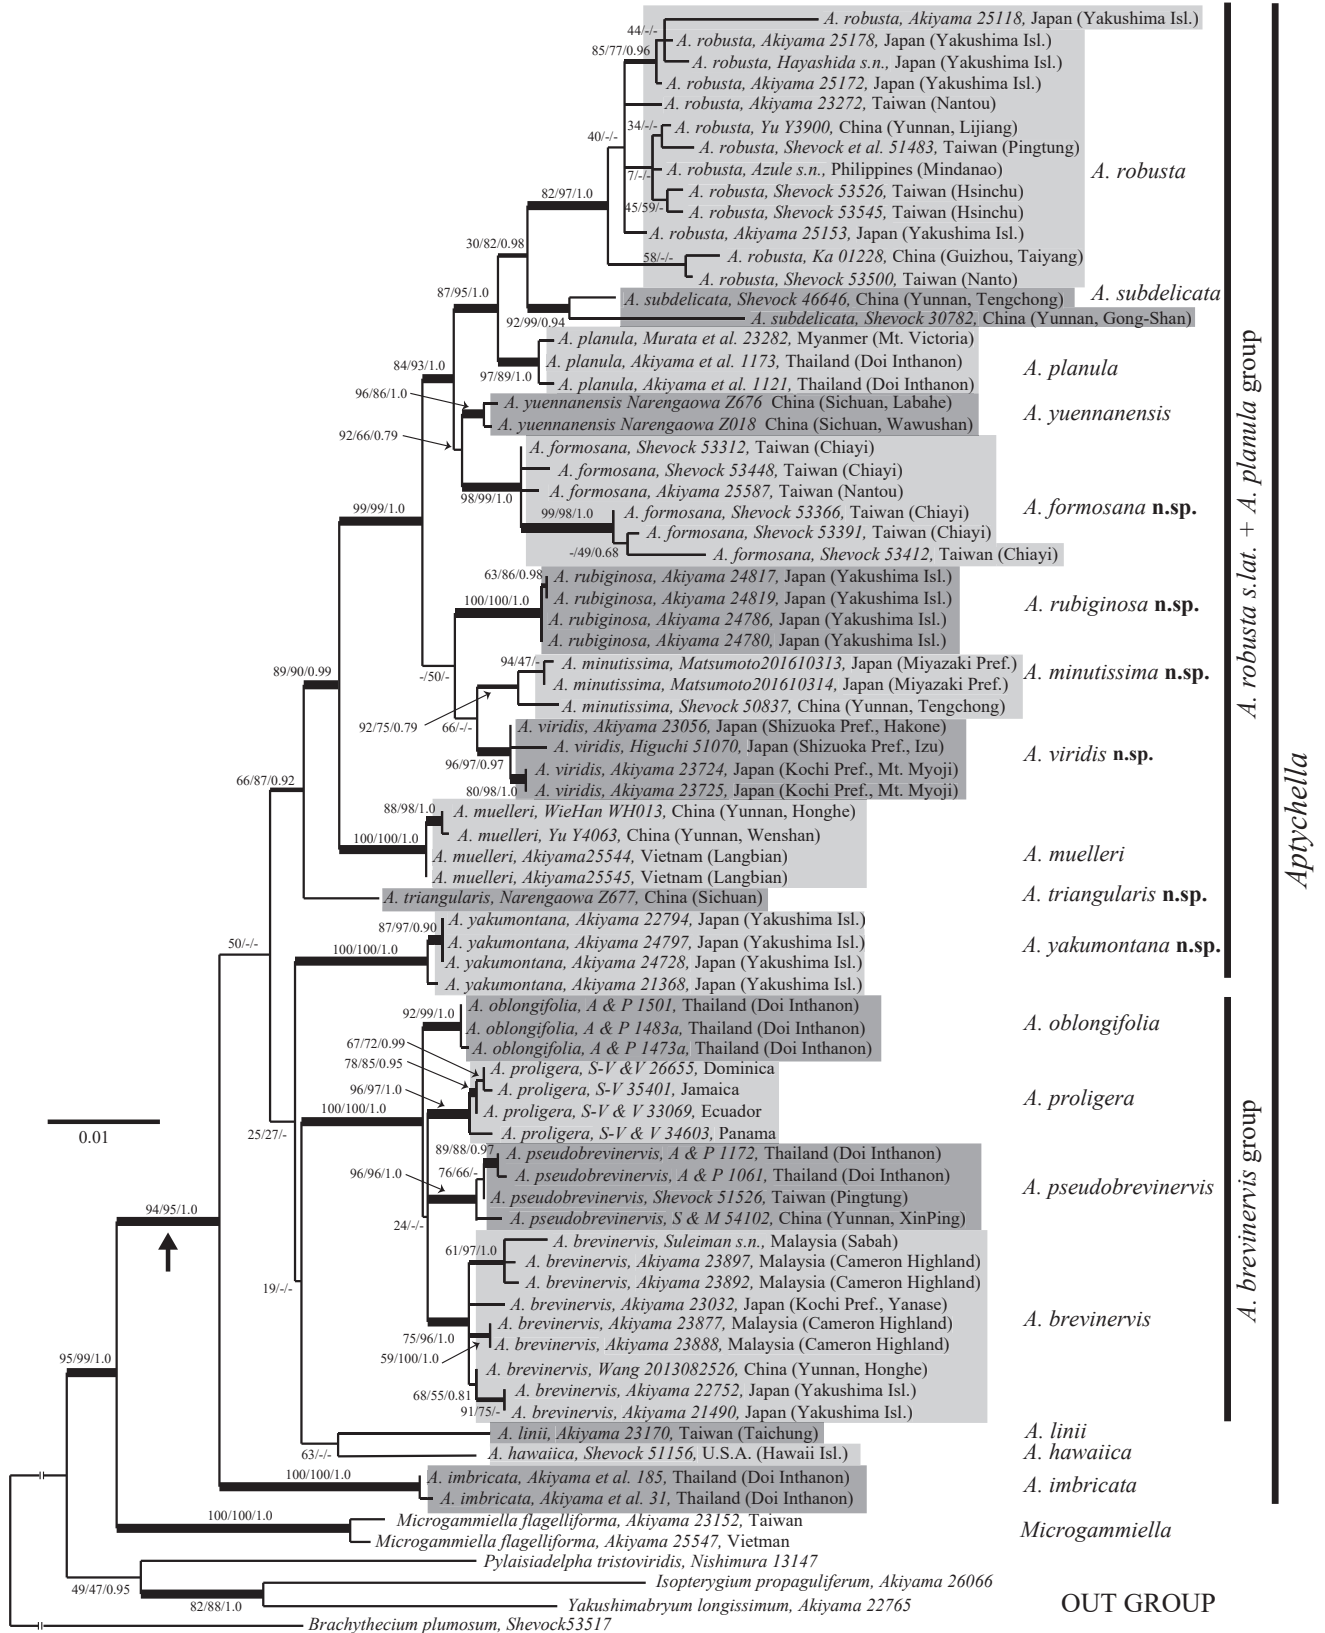 A. robusta, Akiyama 25118, Japan (Yakushima Isl.)
44/-/-
A. robusta, Akiyama 25178, Japan (Yakushima Isl.)
85/77/0.96
A. robusta, Hayashida s.n., Japan (Yakushima Isl.)
A. robusta, Akiyama 25172, Japan (Yakushima Isl.)
A. robusta, Akiyama 23272, Taiwan (Nantou)
34/-/-
A. robusta, Yu Y3900, China (Yunnan, Lijiang)
40/-/-
A. robusta, Shevock et al. 51483, Taiwan (Pingtung)
A. robusta, Azule s.n., Philippines (Mindanao)
A. robusta
7/-/-
A. robusta, Shevock 53526, Taiwan (Hsinchu)
82/97/1.0
45/59/-
A. robusta, Shevock 53545, Taiwan (Hsinchu)
A. robusta, Akiyama 25153, Japan (Yakushima Isl.)
30/82/0.98
58/-/-
A. robusta, Ka 01228, China (Guizhou, Taiyang)
A. robusta, Shevock 53500, Taiwan (Nanto)
87/95/1.0
A. subdelicata, Shevock 46646, China (Yunnan, Tengchong)
A. subdelicata
92/99/0.94
A. subdelicata, Shevock 30782, China (Yunnan, Gong-Shan)
A. planula, Murata et al. 23282, Myanmer (Mt. Victoria)
84/93/1.0
A. planula, Akiyama et al. 1173, Thailand (Doi Inthanon)
A. planula
97/89/1.0
A. planula, Akiyama et al. 1121, Thailand (Doi Inthanon)
96/86/1.0
A. yuennanensis Narengaowa Z676 China (Sichuan, Labahe)
A. yuennanensis
A. yuennanensis Narengaowa Z018 China (Sichuan, Wawushan)
92/66/0.79
A. formosana, Shevock 53312, Taiwan (Chiayi)
A. formosana, Shevock 53448, Taiwan (Chiayi)
98/99/1.0
A. formosana, Akiyama 25587, Taiwan (Nantou)
99/99/1.0
99/98/1.0
A. formosana, Shevock 53366, Taiwan (Chiayi)
A. formosana n.sp.
A. formosana, Shevock 53391, Taiwan (Chiayi)
-/49/0.68
A. formosana, Shevock 53412, Taiwan (Chiayi)
63/86/0.98
A. rubiginosa, Akiyama 24817, Japan (Yakushima Isl.)
100/100/1.0
A. rubiginosa, Akiyama 24819, Japan (Yakushima Isl.)
A. rubiginosa n.sp.
A. rubiginosa, Akiyama 24786, Japan (Yakushima Isl.)
A. rubiginosa, Akiyama 24780, Japan (Yakushima Isl.)
89/90/0.99
94/47/-
A. minutissima, Matsumoto201610313, Japan (Miyazaki Pref.)
-/50/-
A. minutissima, Matsumoto201610314, Japan (Miyazaki Pref.)
A. minutissima n.sp.
A. minutissima, Shevock 50837, China (Yunnan, Tengchong)
92/75/0.79
66/-/-
A. viridis, Akiyama 23056, Japan (Shizuoka Pref., Hakone)
A. viridis, Higuchi 51070, Japan (Shizuoka Pref., Izu)
A. viridis n.sp.
96/97/0.97
A. viridis, Akiyama 23724, Japan (Kochi Pref., Mt. Myoji)
66/87/0.92
80/98/1.0
A. viridis, Akiyama 23725, Japan (Kochi Pref., Mt. Myoji)
88/98/1.0
A. muelleri, WieHan WH013, China (Yunnan, Honghe)
100/100/1.0
A. muelleri, Yu Y4063, China (Yunnan, Wenshan)
A. muelleri, Akiyama25544, Vietnam (Langbian)
A. muelleri
A. muelleri, Akiyama25545, Vietnam (Langbian)
A. triangularis, Narengaowa Z677, China (Sichuan)
A. triangularis n.sp.
87/97/0.90
A. yakumontana, Akiyama 22794, Japan (Yakushima Isl.)
50/-/-
100/100/1.0
A. yakumontana, Akiyama 24797, Japan (Yakushima Isl.)
A. yakumontana n.sp.
A. yakumontana, Akiyama 24728, Japan (Yakushima Isl.)
A. yakumontana, Akiyama 21368, Japan (Yakushima Isl.)
A. robusta s.lat. + A. planula group
Aptychella
92/99/1.0
A. oblongifolia, A & P 1501, Thailand (Doi Inthanon)
A. oblongifolia, A & P 1483a, Thailand (Doi Inthanon)
A. oblongifolia
67/72/0.99
A. oblongifolia, A & P 1473a, Thailand (Doi Inthanon)
78/85/0.95
A. proligera, S-V &V 26655, Dominica
96/97/1.0
A. proligera, S-V 35401, Jamaica
A. proligera
100/100/1.0
A. proligera, S-V & V 33069, Ecuador
0.01
25/27/-
A. proligera, S-V & V 34603, Panama
89/88/0.97
A. pseudobrevinervis, A & P 1172, Thailand (Doi Inthanon)
96/96/1.0
76/66/-
A. pseudobrevinervis, A & P 1061, Thailand (Doi Inthanon)
A. pseudobrevinervis
A. pseudobrevinervis, Shevock 51526, Taiwan (Pingtung)
94/95/1.0
24/-/-
A. pseudobrevinervis, S & M 54102, China (Yunnan, XinPing)
61/97/1.0
A. brevinervis, Suleiman s.n., Malaysia (Sabah)
A. brevinervis, Akiyama 23897, Malaysia (Cameron Highland)
19/-/-
A. brevinervis, Akiyama 23892, Malaysia (Cameron Highland)
A. brevinervis, Akiyama 23032, Japan (Kochi Pref., Yanase)
A. brevinervis
75/96/1.0
A. brevinervis, Akiyama 23877, Malaysia (Cameron Highland)
59/100/1.0
A. brevinervis, Akiyama 23888, Malaysia (Cameron Highland)
95/99/1.0
A. brevinervis, Wang 2013082526, China (Yunnan, Honghe)
68/55/0.81
A. brevinervis, Akiyama 22752, Japan (Yakushima Isl.)
91/75/-
A. brevinervis, Akiyama 21490, Japan (Yakushima Isl.)
A. brevinervis group
A. linii, Akiyama 23170, Taiwan (Taichung)
A. linii
63/-/-
A. hawaiica, Shevock 51156, U.S.A. (Hawaii Isl.)
A. hawaiica
100/100/1.0
A. imbricata, Akiyama et al. 185, Thailand (Doi Inthanon)
A. imbricata
A. imbricata, Akiyama et al. 31, Thailand (Doi Inthanon)
100/100/1.0
Microgammiella flagelliforma, Akiyama 23152, Taiwan
Microgammiella
Microgammiella flagelliforma, Akiyama 25547, Vietman
Pylaisiadelpha tristoviridis, Nishimura 13147
49/47/0.95
Isopterygium propaguliferum, Akiyama 26066
82/88/1.0
Yakushimabryum longissimum, Akiyama 22765
OUT GROUP
Brachythecium plumosum, Shevock53517